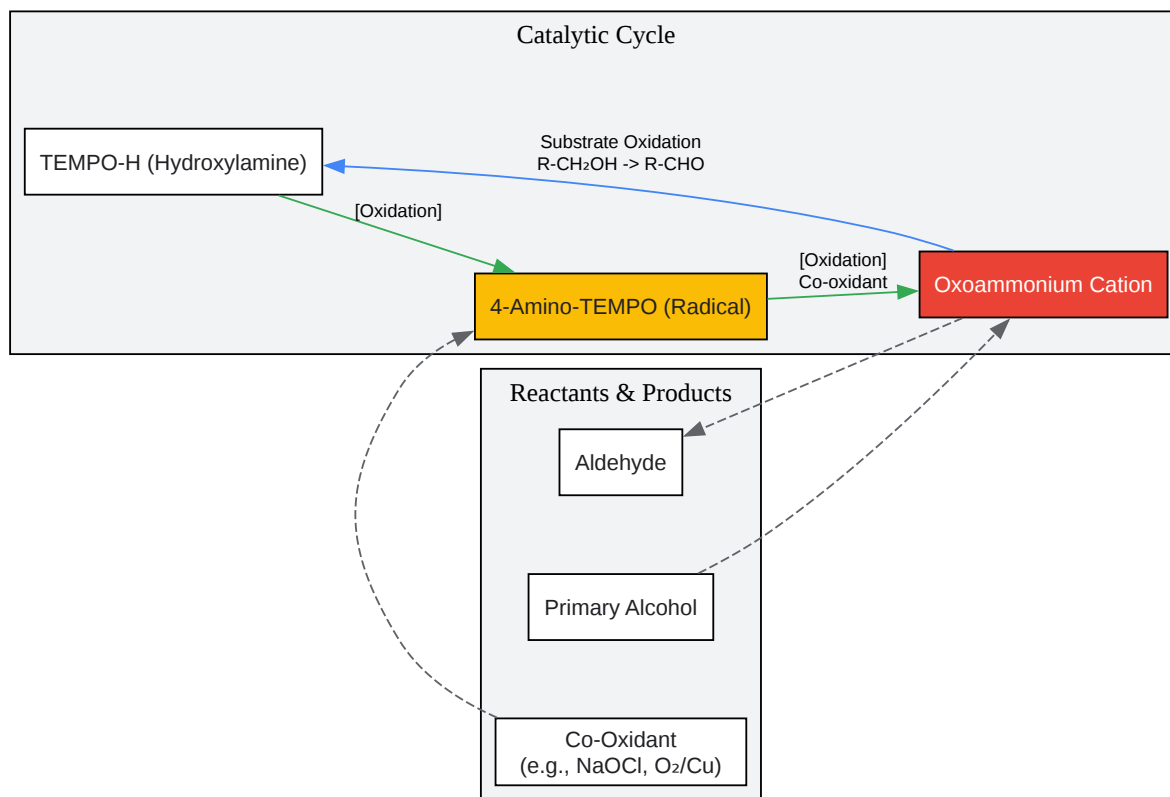 Catalytic Cycle
TEMPO-H (Hydroxylamine)
Substrate Oxidation
R-CH₂OH -> R-CHO
[Oxidation]
[Oxidation]
Co-oxidant
Oxoammonium Cation
4-Amino-TEMPO (Radical)
Reactants & Products
Aldehyde
Primary Alcohol
Co-Oxidant
(e.g., NaOCl, O₂/Cu)